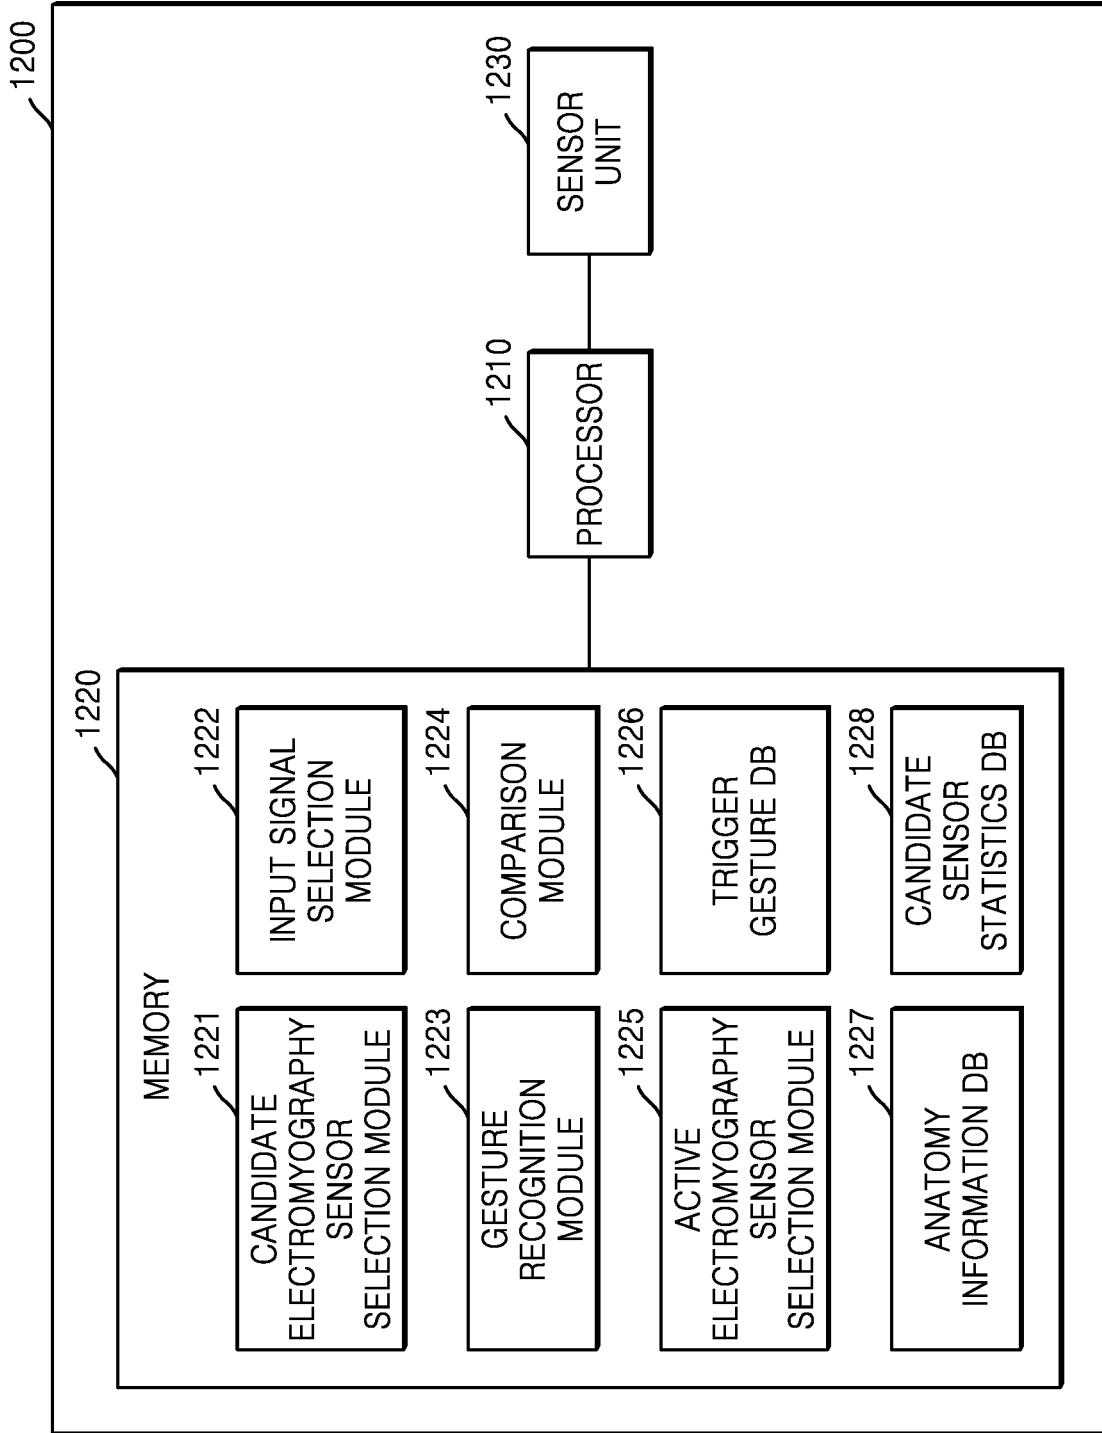 1200
1220
MEMORY
1221
CANDIDATE
ELECTROMYOGRAPHY
SENSOR
SELECTION MODULE
1222
INPUT SIGNAL
SELECTION
MODULE
1223
GESTURE
RECOGNITION
MODULE
1224
COMPARISON
MODULE
1225
ACTIVE
ELECTROMYOGRAPHY
SENSOR
SELECTION MODULE
1226
TRIGGER
GESTURE DB
1227
ANATOMY
INFORMATION DB
1228
CANDIDATE
SENSOR
STATISTICS DB
1210
PROCESSOR
1230
SENSOR
UNIT